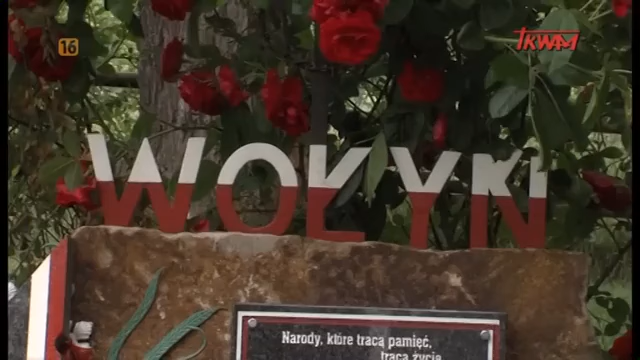 16
TRWAM
WOŁYŃ
Narody, które tracą pamięć,
tracą życie